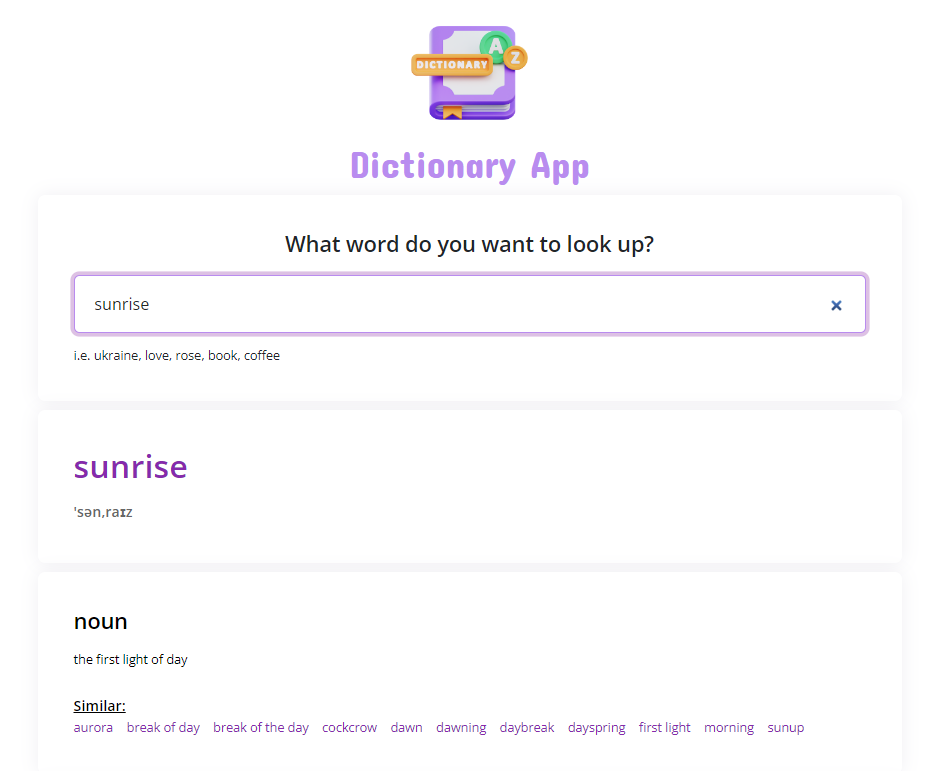 DICTIONARY
A
Z
Dictionary App
What word do you want to look up?
sunrise
i.e. ukraine, love, rose, book, coffee
sunrise
'sən,raɪz
noun
the first light of day
Similar:
aurora break of day break of the day cockcrow dawn dawning daybreak dayspring first light morning sunup